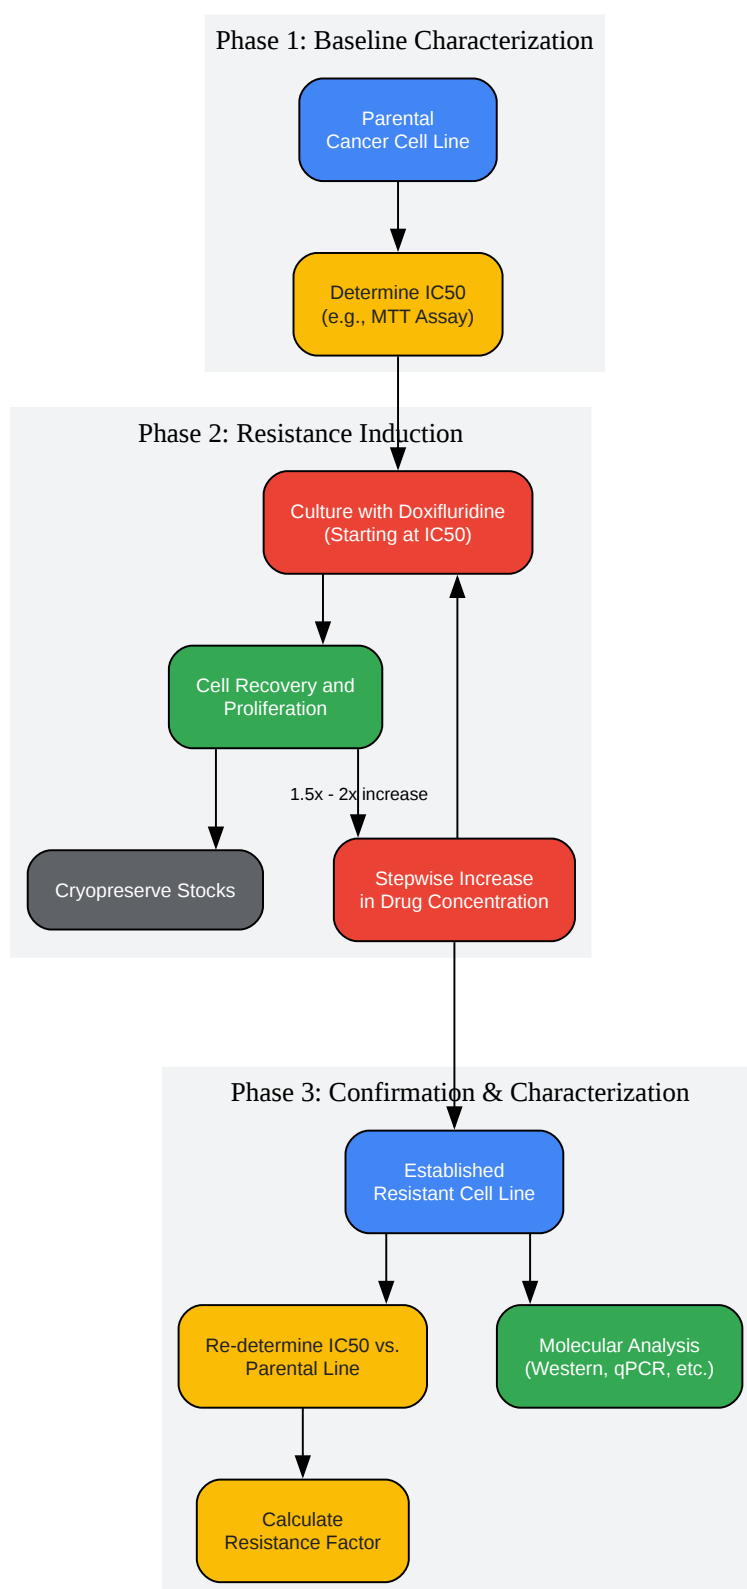 Phase 1: Baseline Characterization
Parental
Cancer Cell Line
Determine IC50
(e.g., MTT Assay)
Phase 2: Resistance Induction
Culture with Doxifluridine
(Starting at IC50)
Cell Recovery and
Proliferation
1.5x - 2x increase
Cryopreserve Stocks
Stepwise Increase
in Drug Concentration
Phase 3: Confirmation & Characterization
Established
Resistant Cell Line
Re-determine IC50 vs.
Parental Line
Molecular Analysis
(Western, qPCR, etc.)
Calculate
Resistance Factor